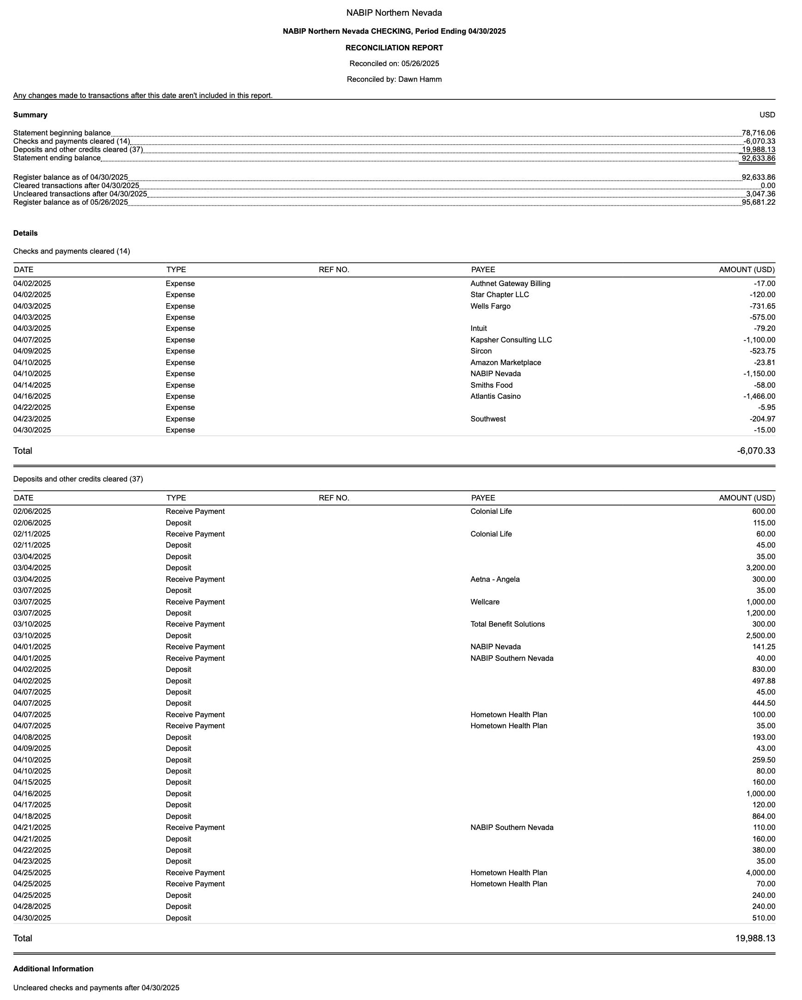 NABIP Northern Nevada
NABIP Northern Nevada CHECKING, Period Ending 04/30/2025
RECONCILIATION REPORT
Reconciled on: 05/26/2025
Reconciled by: Dawn Hamm
Any changes made to transactions after this date aren't included in this report.
Summary USD
Statement beginning balance 78,716.06
Checks and payments cleared (14) -6,070.33
Deposits and other credits cleared (37) 19,988.13
Statement ending balance 92,633.86
Register balance as of 04/30/2025 92,633.86
Cleared transactions after 04/30/2025 0.00
Uncleared transactions after 04/30/2025 3,047.36
Register balance as of 05/26/2025 95,681.22
Details
Checks and payments cleared (14)
DATE TYPE REF NO. PAYEE AMOUNT (USD)
04/02/2025 Expense Authnet Gateway Billing -17.00
04/02/2025 Expense Star Chapter LLC -120.00
04/03/2025 Expense Wells Fargo -731.65
04/03/2025 Expense -575.00
04/03/2025 Expense Intuit -79.20
04/07/2025 Expense Kapsher Consulting LLC -1,100.00
04/09/2025 Expense Sircon -523.75
04/10/2025 Expense Amazon Marketplace -23.81
04/10/2025 Expense NABIP Nevada -1,150.00
04/14/2025 Expense Smiths Food -58.00
04/16/2025 Expense Atlantis Casino -1,466.00
04/22/2025 Expense -5.95
04/23/2025 Expense Southwest -204.97
04/30/2025 Expense -15.00
Total -6,070.33
Deposits and other credits cleared (37)
DATE TYPE REF NO. PAYEE AMOUNT (USD)
02/06/2025 Receive Payment Colonial Life 600.00
02/06/2025 Deposit 115.00
02/11/2025 Receive Payment Colonial Life 60.00
02/11/2025 Deposit 45.00
03/04/2025 Deposit 35.00
03/04/2025 Deposit 3,200.00
03/04/2025 Receive Payment Aetna - Angela 300.00
03/07/2025 Deposit 35.00
03/07/2025 Receive Payment Wellcare 1,000.00
03/07/2025 Deposit 1,200.00
03/10/2025 Receive Payment Total Benefit Solutions 300.00
03/10/2025 Deposit 2,500.00
04/01/2025 Receive Payment NABIP Nevada 141.25
04/01/2025 Receive Payment NABIP Southern Nevada 40.00
04/02/2025 Deposit 830.00
04/02/2025 Deposit 497.88
04/07/2025 Deposit 45.00
04/07/2025 Deposit 444.50
04/07/2025 Receive Payment Hometown Health Plan 100.00
04/07/2025 Receive Payment Hometown Health Plan 35.00
04/08/2025 Deposit 193.00
04/09/2025 Deposit 43.00
04/10/2025 Deposit 259.50
04/10/2025 Deposit 80.00
04/15/2025 Deposit 160.00
04/16/2025 Deposit 1,000.00
04/17/2025 Deposit 120.00
04/18/2025 Deposit 864.00
04/21/2025 Receive Payment NABIP Southern Nevada 110.00
04/21/2025 Deposit 160.00
04/22/2025 Deposit 380.00
04/23/2025 Deposit 35.00
04/25/2025 Receive Payment Hometown Health Plan 4,000.00
04/25/2025 Receive Payment Hometown Health Plan 70.00
04/25/2025 Deposit 240.00
04/28/2025 Deposit 240.00
04/30/2025 Deposit 510.00
Total 19,988.13
Additional Information
Uncleared checks and payments after 04/30/2025